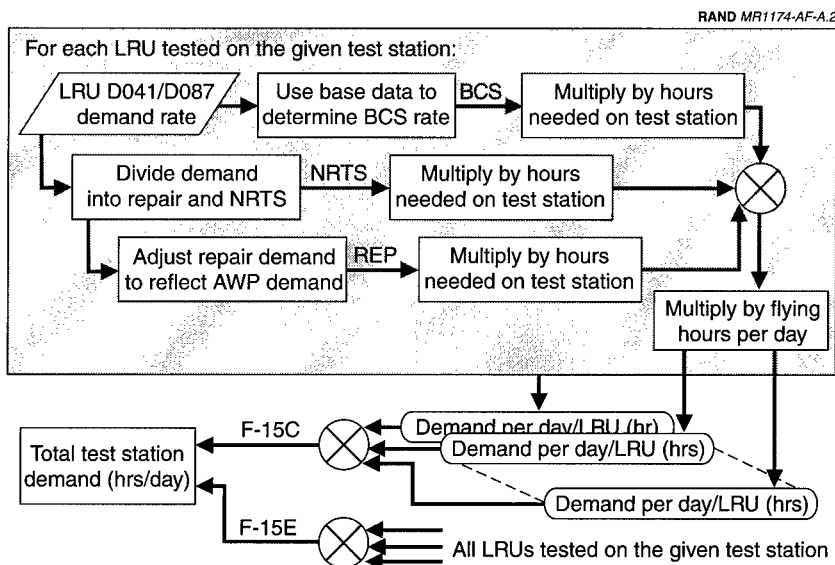 RAND MR1174-AF-A.2
For each LRU tested on the given test station:
LRU D041/D087
demand rate
Use base data to
determine BCS rate
BCS
Multiply by hours
needed on test station
Divide demand
into repair and NRTS
NRTS
Multiply by hours
needed on test station
Adjust repair demand
to reflect AWP demand
REP
Multiply by hours
needed on test station
Multiply by flying
hours per day
Total test station
demand (hrs/day)
F-15C
Demand per day/LRU (hr)
Demand per day/LRU (hrs)
Demand per day/LRU (hrs)
F-15E
All LRUs tested on the given test station